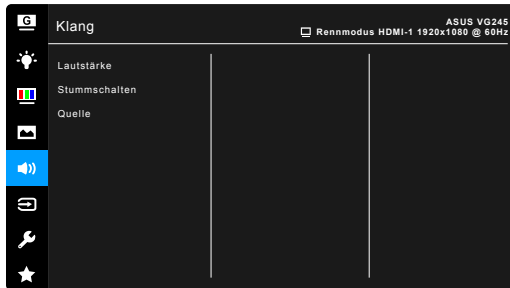 G
Klang
ASUS VG245
Rennmodus HDMI-1 1920x1080 @ 60Hz
Lautstärke
Stummschalten
Quelle